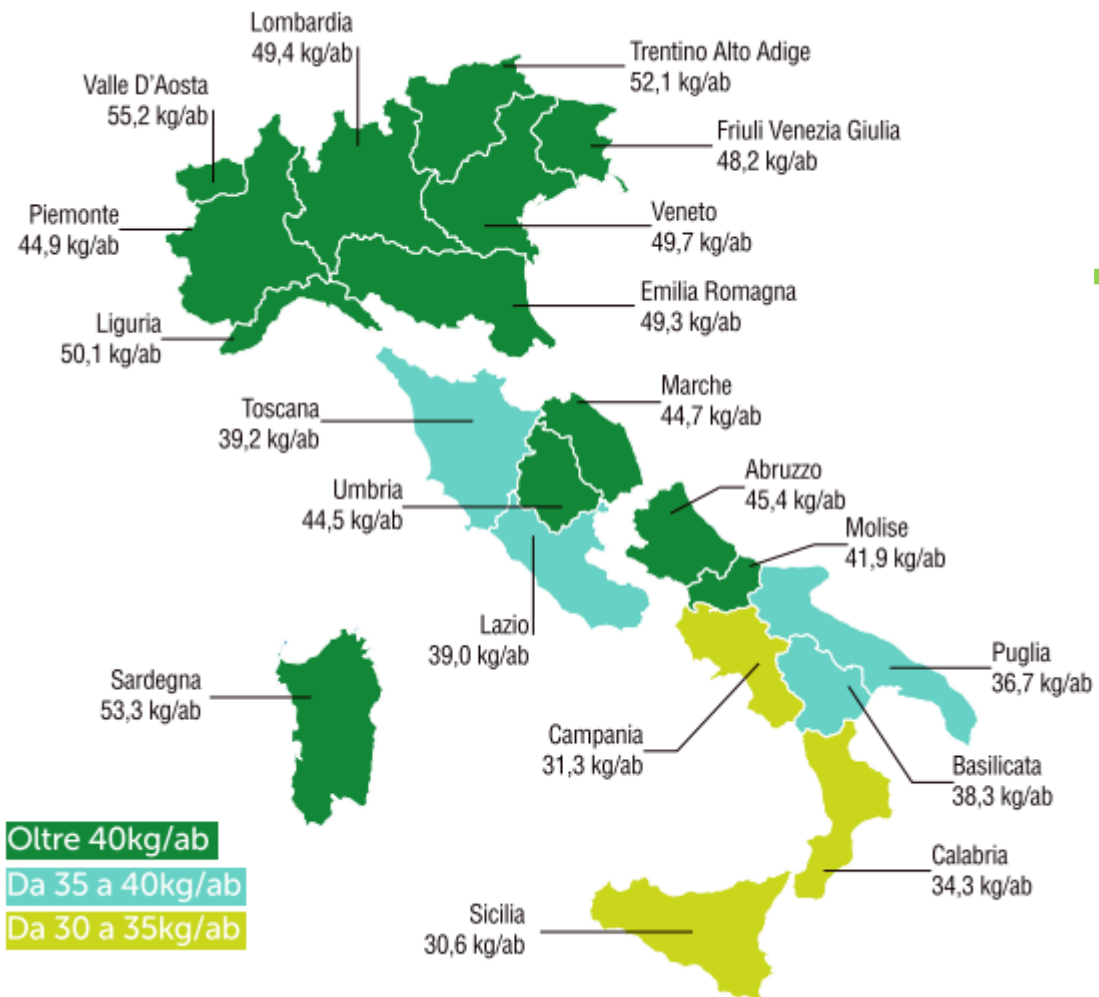 Lombardia
49,4 kg/ab
Trentino Alto Adige
52,1 kg/ab
Valle D'Aosta
55,2 kg/ab
Friuli Venezia Giulia
48,2 kg/ab
Piemonte
44,9 kg/ab
Veneto
49,7 kg/ab
Emilia Romagna
49,3 kg/ab
Liguria
50,1 kg/ab
Marche
44,7 kg/ab
Toscana
39,2 kg/ab
Abruzzo
45,4 kg/ab
Umbria
44,5 kg/ab
Molise
41,9 kg/ab
Lazio
39,0 kg/ab
Puglia
36,7 kg/ab
Sardegna
53,3 kg/ab
Campania
31,3 kg/ab
Basilicata
38,3 kg/ab
Oltre 40kg/ab
Da 35 a 40kg/ab
Da 30 a 35kg/ab
Calabria
34,3 kg/ab
Sicilia
30,6 kg/ab